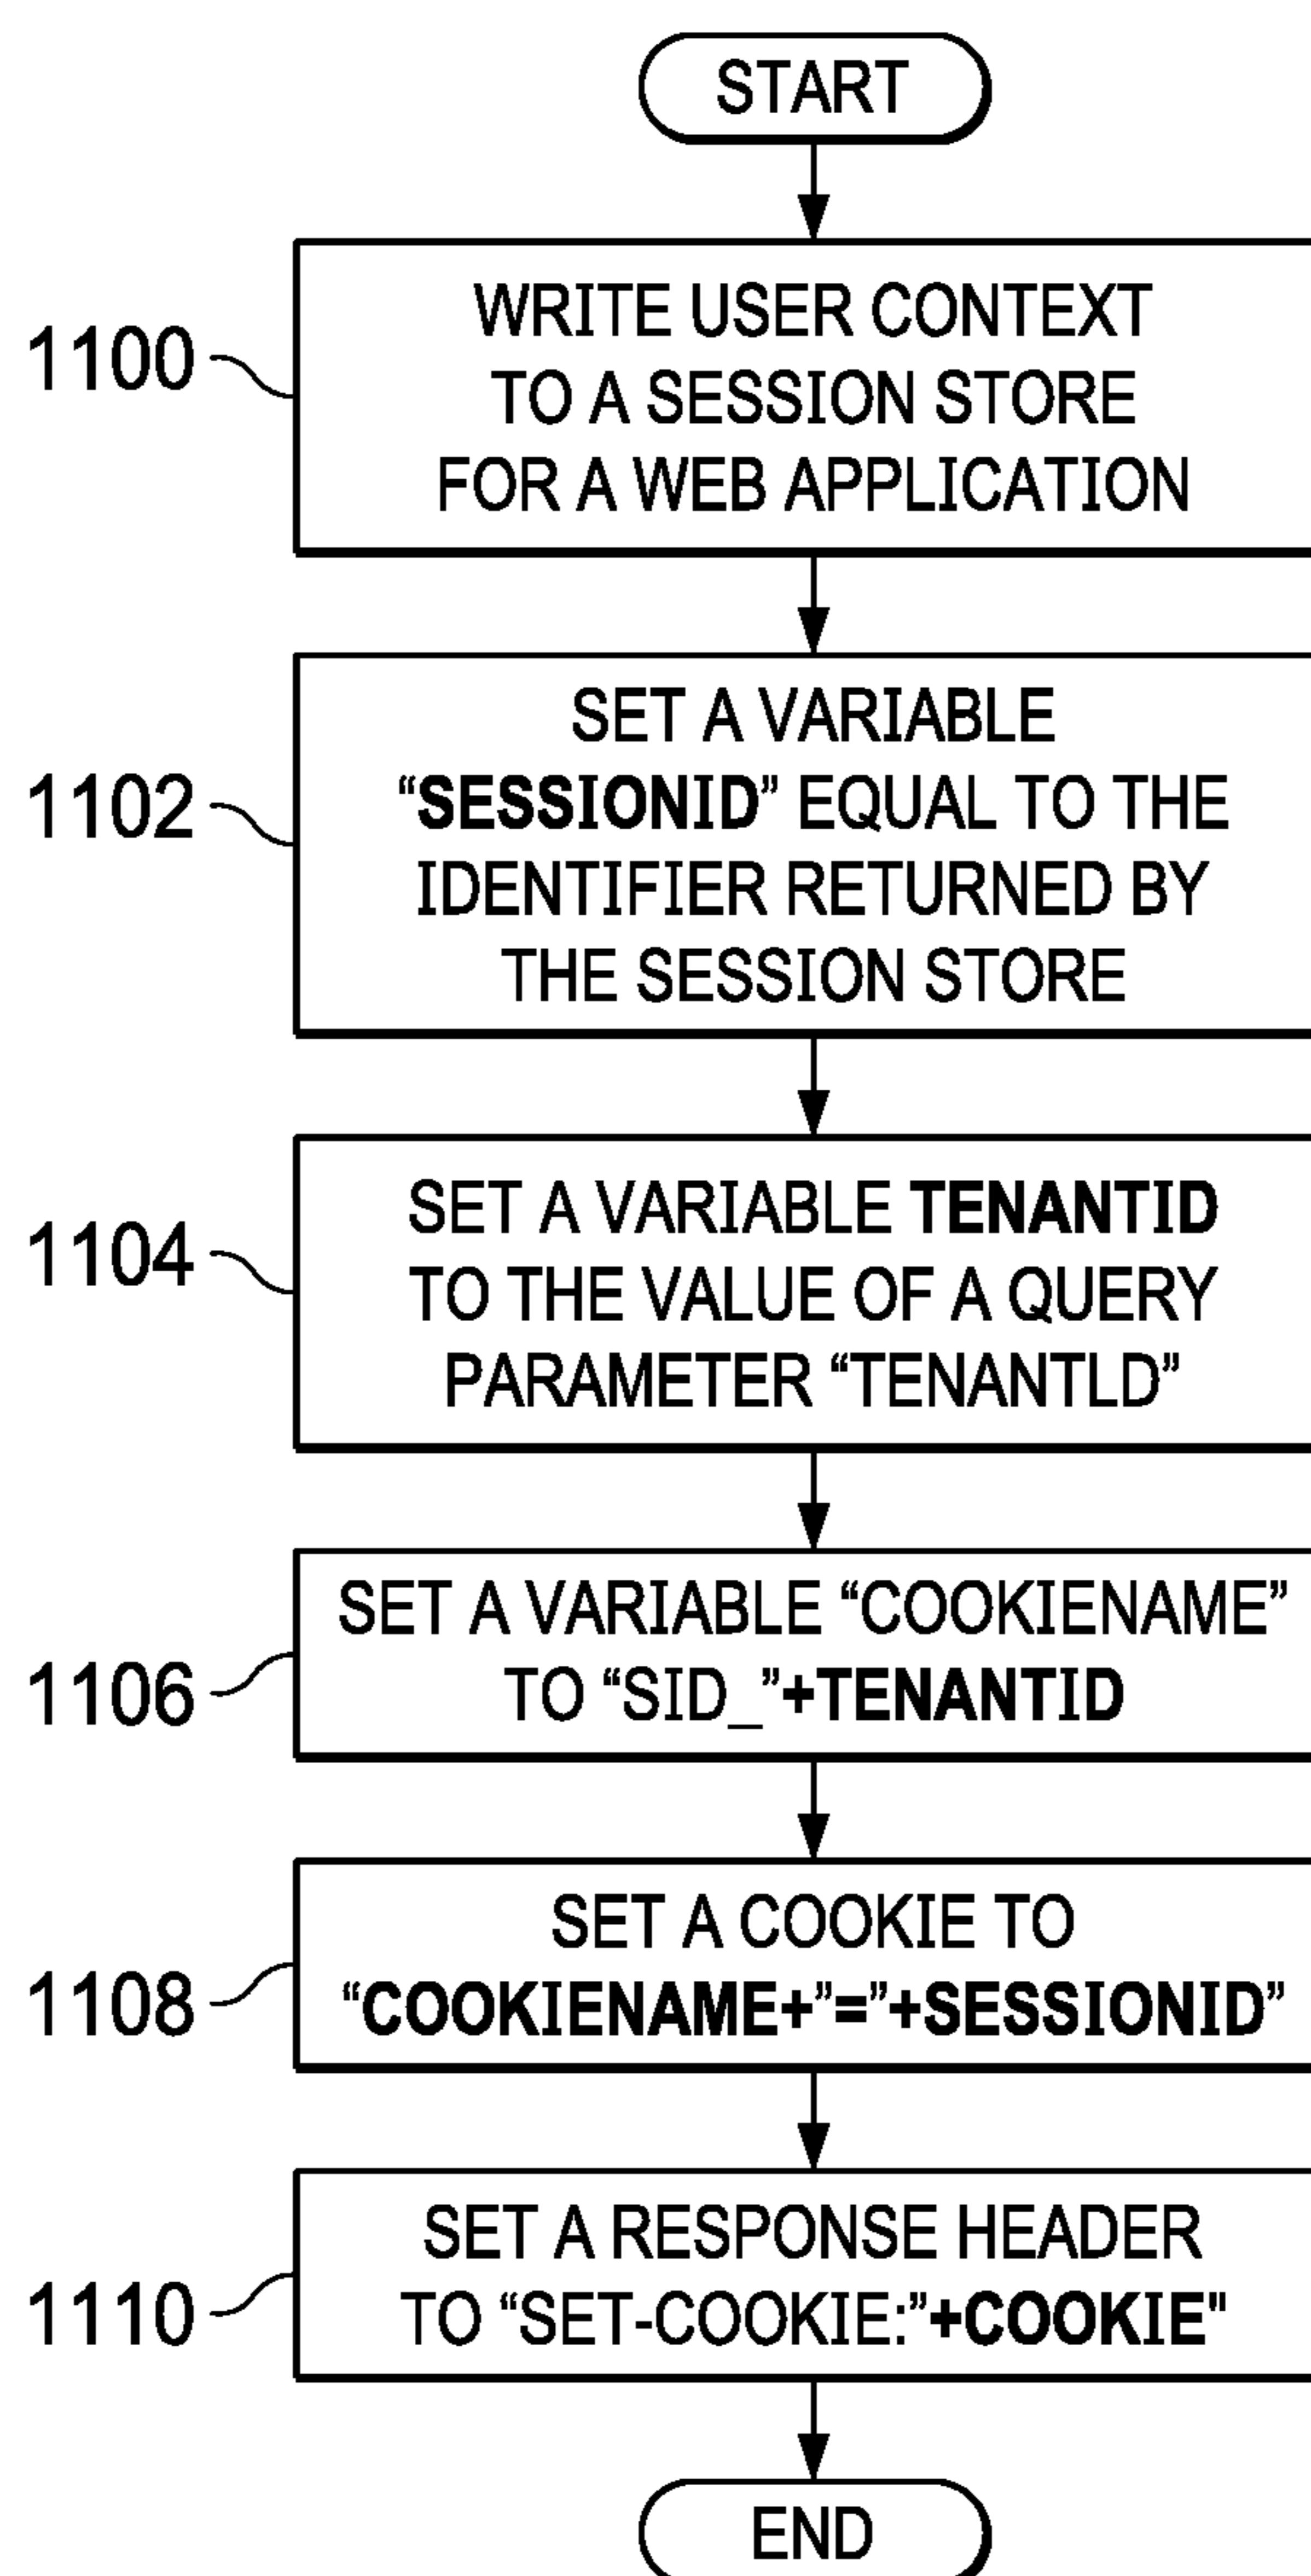 START
1100
WRITE USER CONTEXT
TO A SESSION STORE
FOR A WEB APPLICATION
1102
SET A VARIABLE
“SESSIONID” EQUAL TO THE
IDENTIFIER RETURNED BY
THE SESSION STORE
1104
SET A VARIABLE TENANTID
TO THE VALUE OF A QUERY
PARAMETER “TENANTLD”
1106
SET A VARIABLE “COOKIENAME”
TO “SID_”+TENANTID
1108
SET A COOKIE TO
“COOKIENAME+”=”+SESSIONID”
1110
SET A RESPONSE HEADER
TO “SET-COOKIE:”+COOKIE"
END